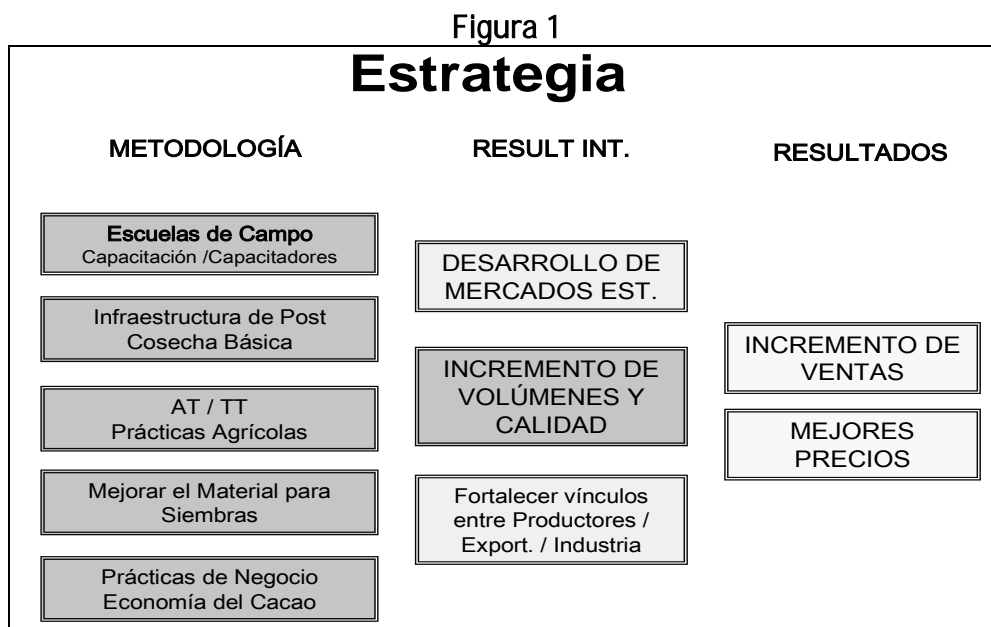 Figura 1
Estrategia
METODOLOGÍA
Escuelas de Campo
Capacitación /Capacitadores
Infraestructura de Post
Cosecha Básica
AT / TT
Prácticas Agrícolas
Mejorar el Material para
Siembras
Prácticas de Negocio
Economía del Cacao
RESULT INT.
DESARROLLO DE
MERCADOS EST.
INCREMENTO DE
VOLÚMENES Y
CALIDAD
Fortalecer vínculos
entre Productores /
Export. / Industria
RESULTADOS
INCREMENTO DE
VENTAS
MEJORES
PRECIOS